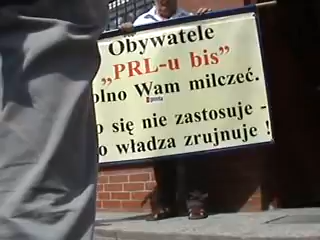 Obywatele
„PRL-u bis”
olno Wam milczeć.
o się nie zastosuje -
o władza zrujnuje !